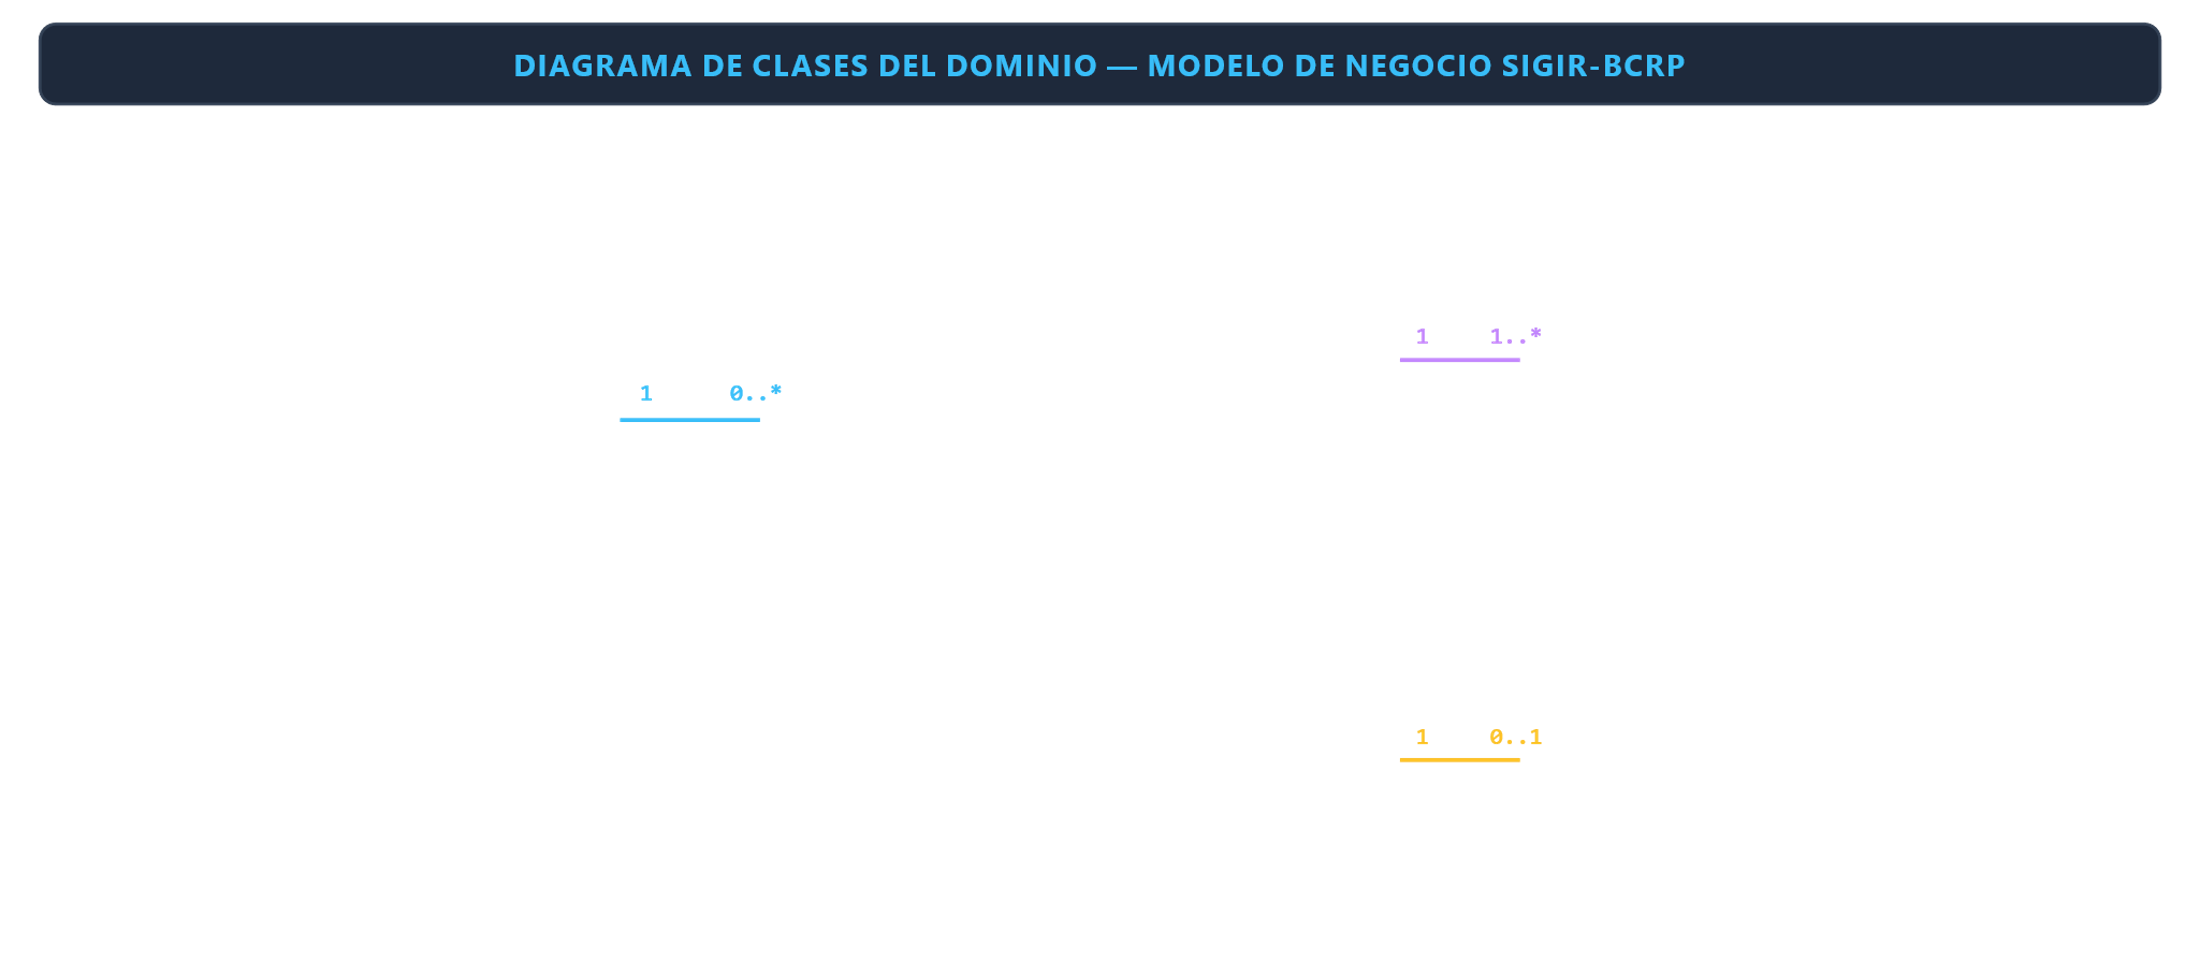 DIAGRAMA DE CLASES DEL DOMINIO — MODELO DE NEGOCIO SIGIR-BCRP
1 1..*
1 0..*
1 0..1